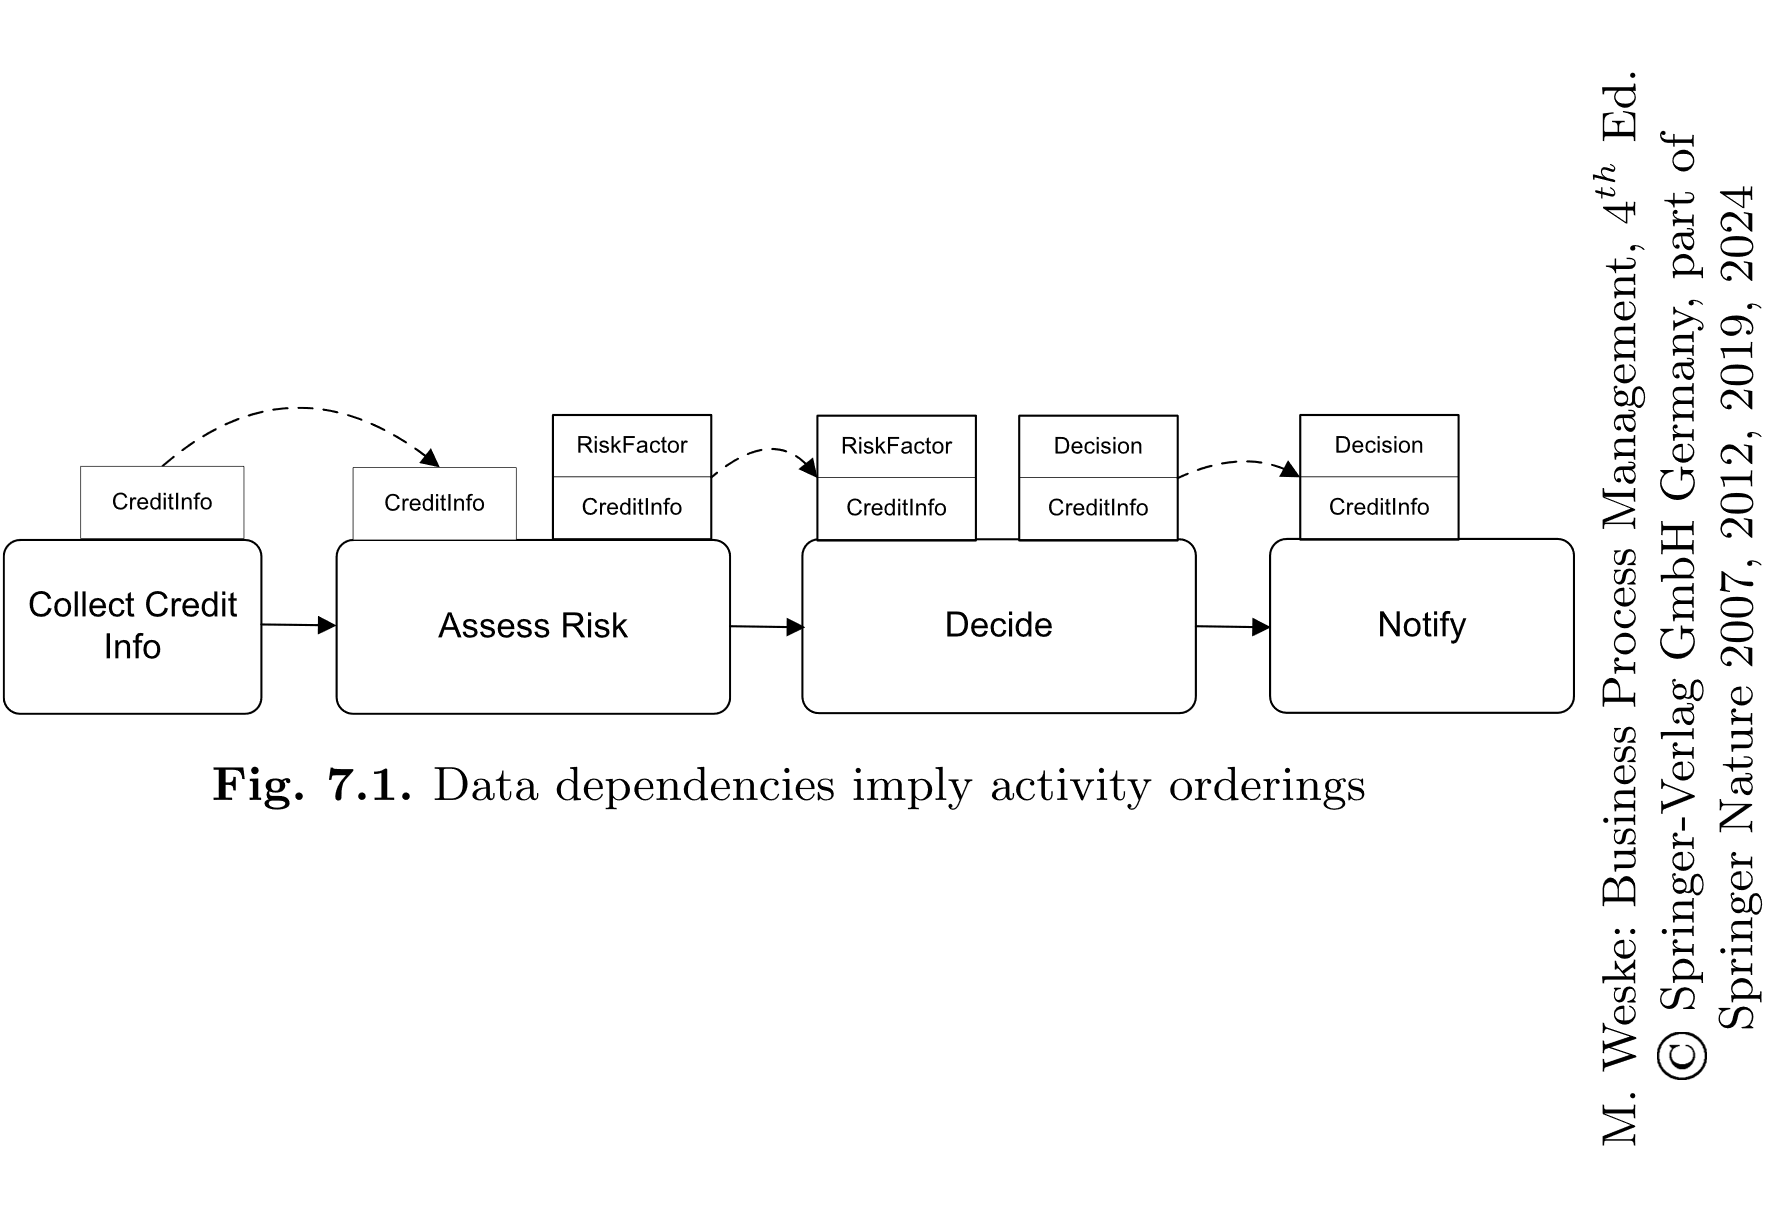 RiskFactor
RiskFactor
Decision
Decision
CreditInfo
CreditInfo
CreditInfo
CreditInfo
CreditInfo
CreditInfo
Collect Credit
Info
Assess Risk
Decide
Notify
Fig. 7.1. Data dependencies imply activity orderings
M. Weske: Business Process Management, 4th Ed.
© Springer-Verlag GmbH Germany, part of
Springer Nature 2007, 2012, 2019, 2024